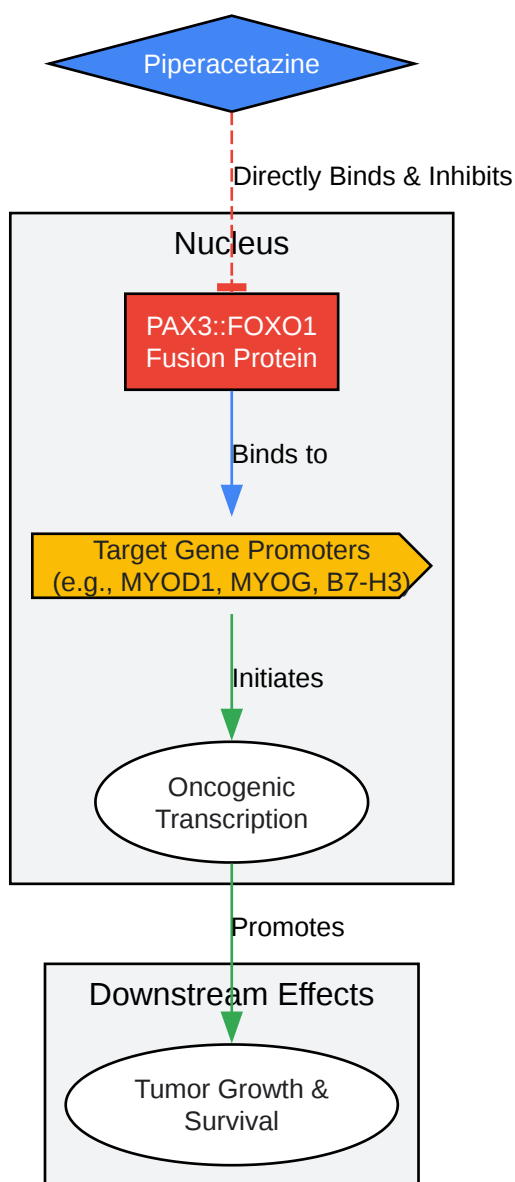 Piperacetazine
Directly Binds & Inhibits
Nucleus
PAX3::FOXO1
Fusion Protein
Binds to
Target Gene Promoters
(e.g., MYOD1, MYOG, B7-H3)
Initiates
Oncogenic
Transcription
Promotes
Downstream Effects
Tumor Growth &
Survival